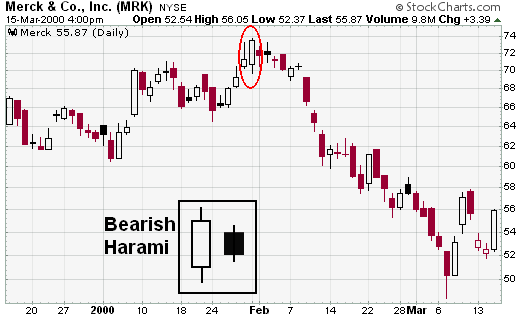 Merck & Co., Inc. (MRK) NYSE © StockCharts.com
15-Mar-2000 4:00pm Open 52.54 High 56.05 Low 52.37 Last 55.87 Volume 9.8M Chg +3.39
Merck 55.87 (Daily)
74
72
70
68
66
64
62
60
58
56
54
52
50
Bearish
Harami
20 27 2000 10 18 24 Feb 7 14 22 28 Mar 6 13